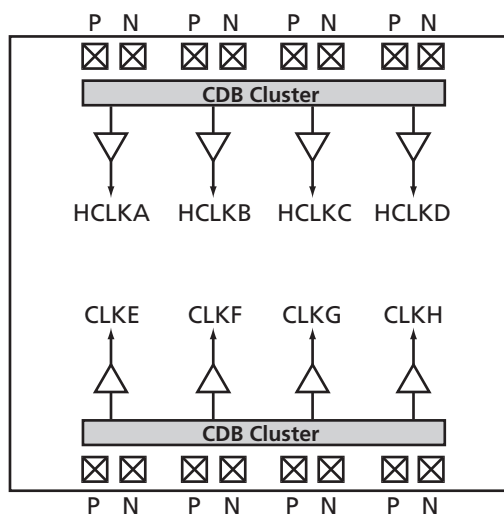 P N P N P N P N
CDB Cluster
HCLKA HCLKB HCLKC HCLKD
CLKE CLKF CLKG CLKH
CDB Cluster
P N P N P N P N